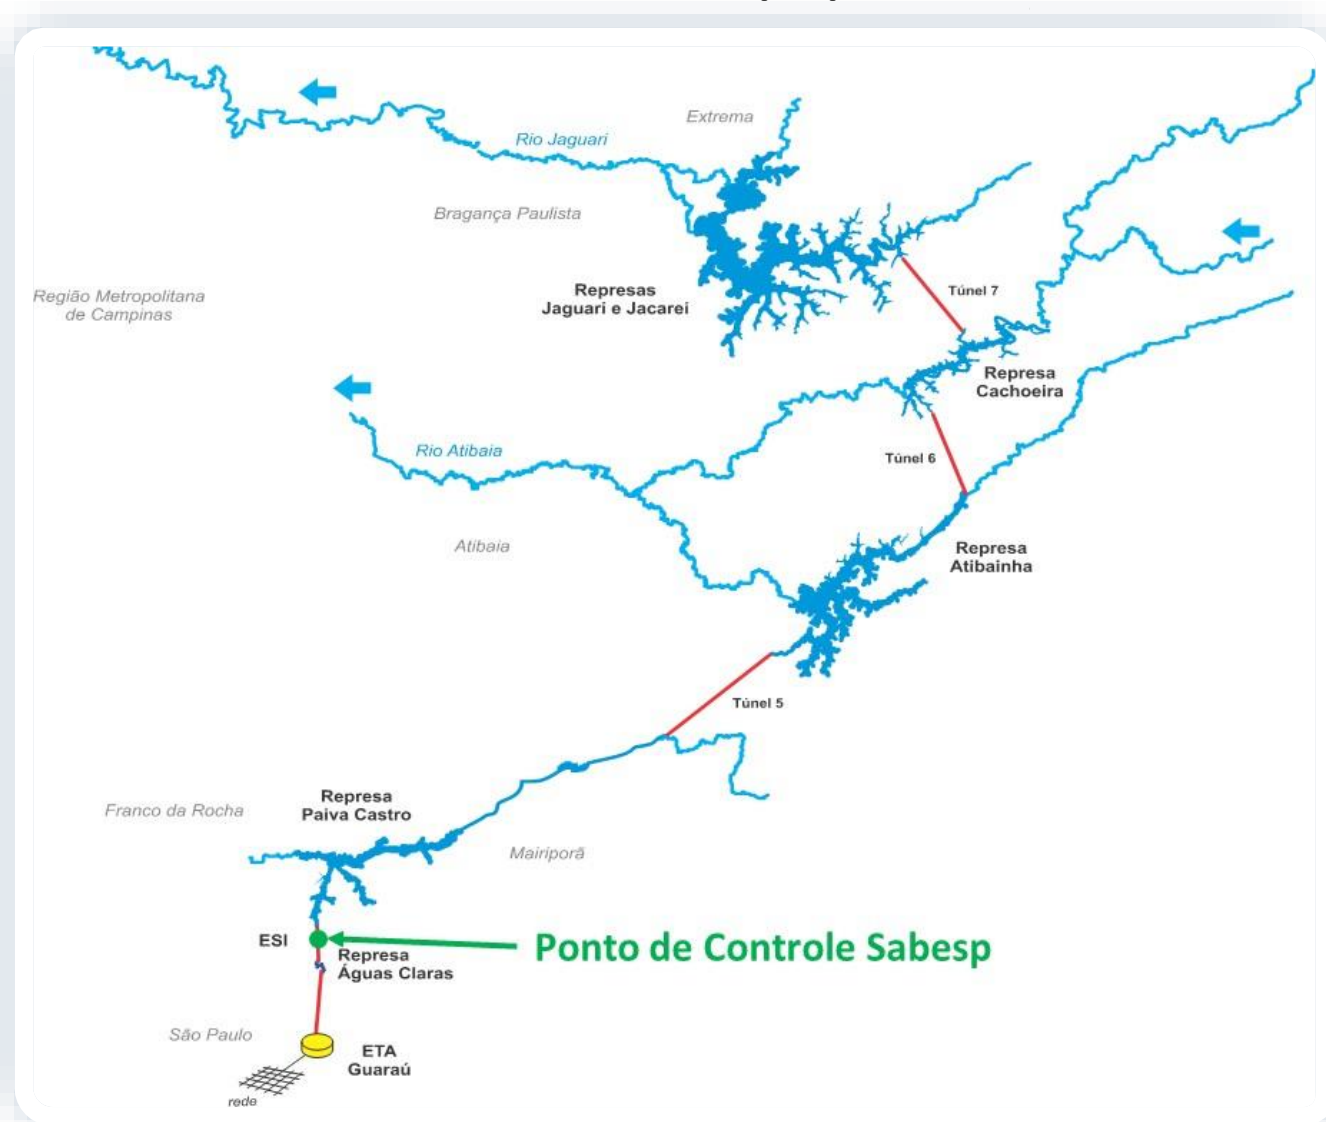 Extrema
Rio Jaguari
Bragança Paulista
Região Metropolitana
de Campinas
Represas
Jaguari e Jacareí
Túnel 7
Represa
Cachoeira
Rio Atibaia
Túnel 6
Atibaia
Represa
Atibainha
Túnel 5
Franco da Rocha
Represa
Paiva Castro
Mairiporã
ESI
Ponto de Controle Sabesp
Represa
Águas Claras
São Paulo
ETA
Guaraú
rede